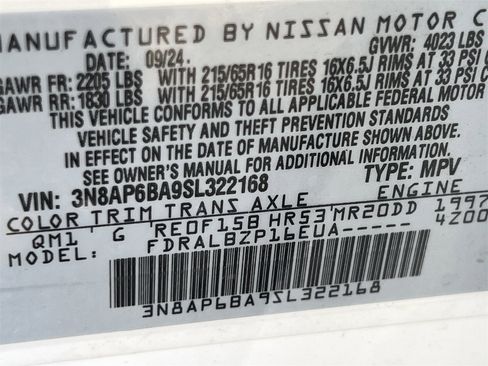 MANUFACTURED BY NISSAN MOTOR C
DATE: 09/24. GVWR: 4023 LBS
GAWR FR: 2205 LBS WITH 215/65R16 TIRES 16X6.5J RIMS AT 33 PSI
GAWR RR: 1830 LBS WITH 215/65R16 TIRES 16X6.5J RIMS AT 33 PSI
THIS VEHICLE CONFORMS TO ALL APPLICABLE FEDERAL MOTOR
VEHICLE SAFETY AND THEFT PREVENTION STANDARDS
IN EFFECT ON THE DATE OF MANUFACTURE SHOWN ABOVE.
SEE OWNER'S MANUAL FOR ADDITIONAL INFORMATION
VIN: 3N8AP6BA9SL322168 TYPE: MPV
COLOR TRIM TRANS AXLE ENGINE
QM1 G RE0F15B HR53 MR20DD 1997
MODEL: FDRALBZP16EUA----- 4Z00
3N8AP6BA9SL322168